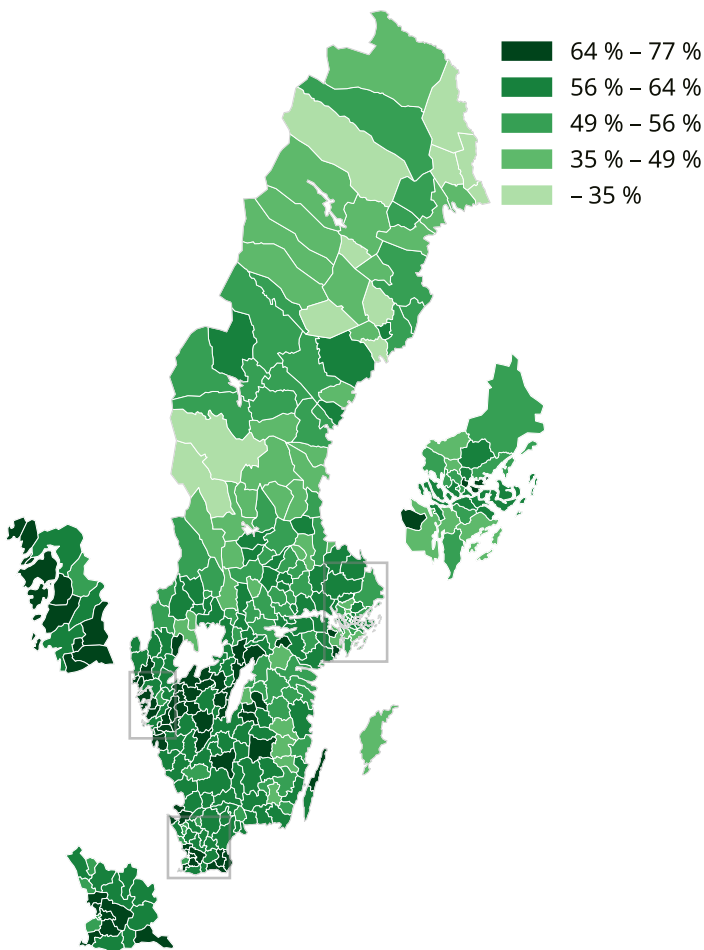 64 % – 77 %
56 % – 64 %
49 % – 56 %
35 % – 49 %
– 35 %